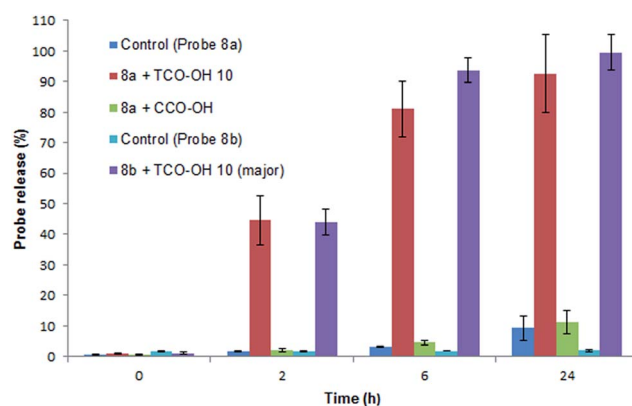 110
100
90
80
70
60
50
40
30
20
10
0
Probe release (%)
Control (Probe 8a)
8a + TCO-OH 10
8a + CCO-OH
Control (Probe 8b)
8b + TCO-OH 10 (major)
0 2 6 24
Time (h)